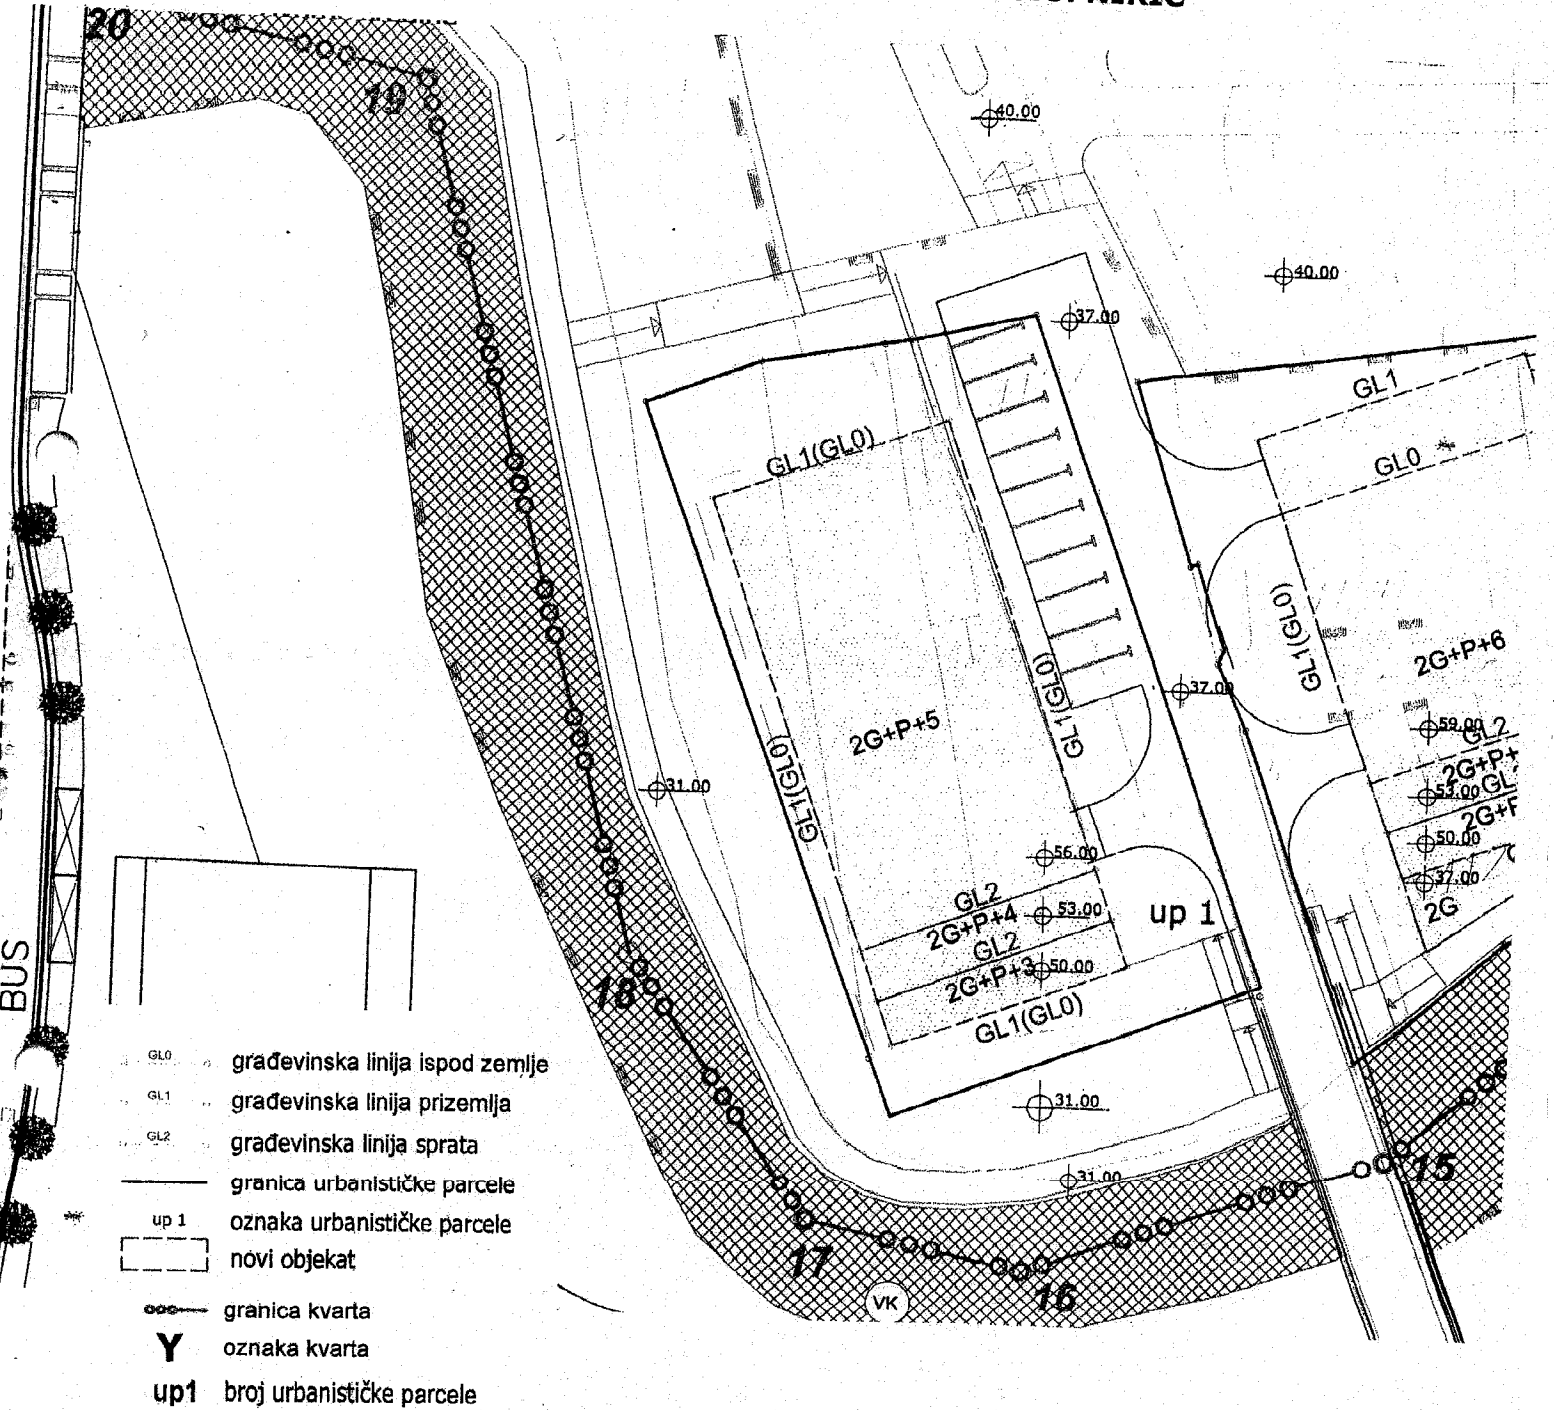 20
19
40.00
40.00
37.00
GL1
GL1(GL0)
GL0
GL1(GL0)
2G+P+6
GL1(GL0)
37.00
2G+P+5
59.00
GL2
GL1(GL0)
31.00
53.00
2G+P+
50.00
56.00
37.00
GL2
2G+P+4
53.00
up 1
2G
GL2
2G+P+3
50.00
BUS
18
GL1(GL0)
31.00
31.00
15
17
16
VK
GL0 građevinska linija ispod zemlje
GL1 građevinska linija prizemlja
GL2 građevinska linija sprata
granica urbanističke parcele
up 1 oznaka urbanističke parcele
novi objekat
granica kvarta
Y oznaka kvarta
up1 broj urbanističke parcele